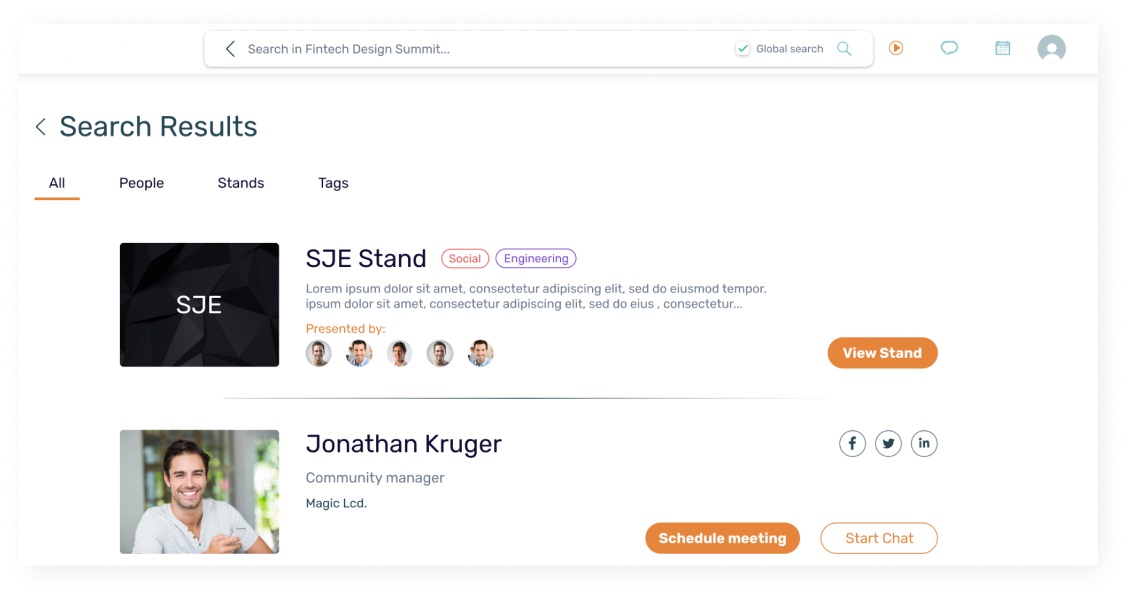 Search in Fintech Design Summit...
Global search
Search Results
All
People
Stands
Tags
SJE
SJE Stand
Social
Engineering
Lorem ipsum dolor sit amet, consectetur adipiscing elit, sed do eiusmod tempor.
ipsum dolor sit amet, consectetur adipiscing elit, sed do eius , consectetur...
Presented by:
View Stand
Jonathan Kruger
Community manager
Magic Lcd.
Schedule meeting
Start Chat